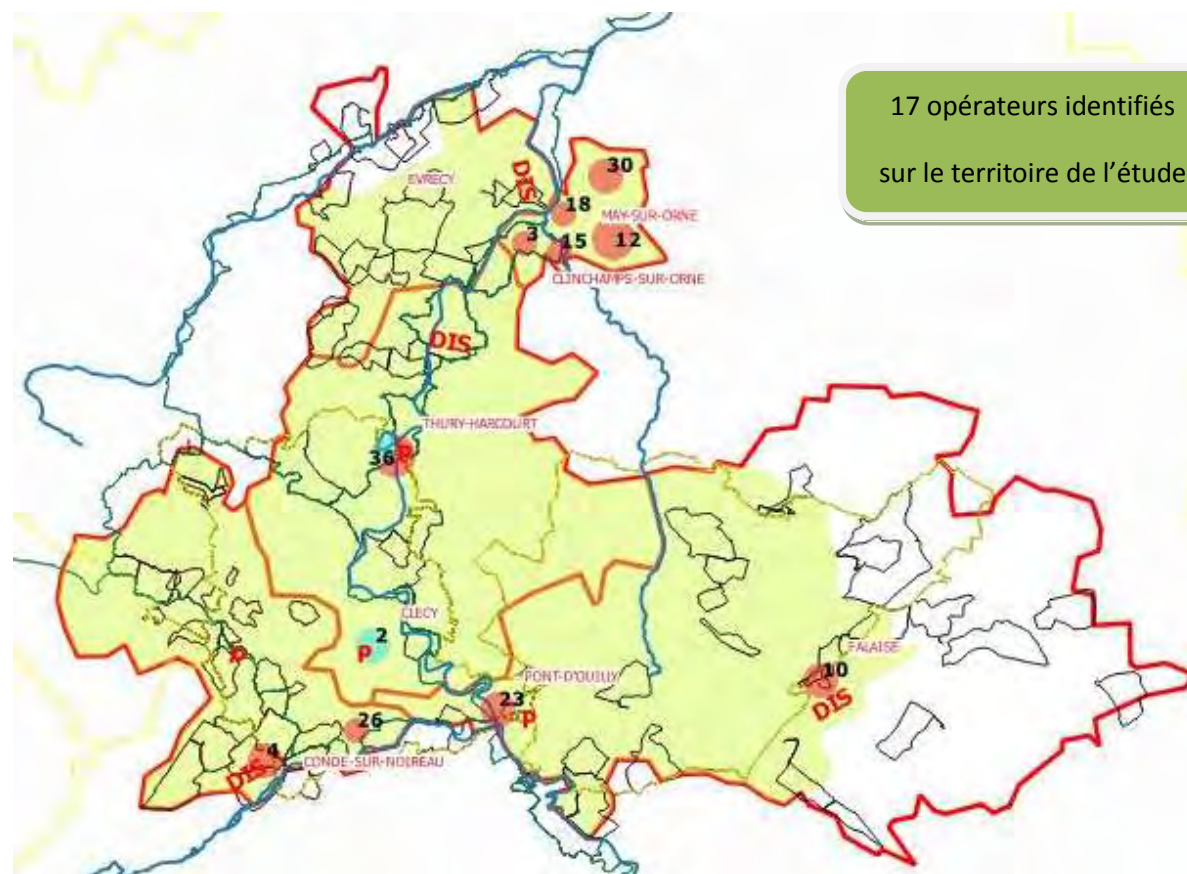 17 opérateurs identifiés
sur le territoire de l'étude
EVRECY
DIS
30
18
MAY-SUR-ORNE
3
15
12
CLINCHAMPS-SUR-ORNE
DIS
THURY-HARCOURT
36
P
CLECY
2
P
P
PONT-D'OUILLY
FALAISE
10
DIS
23
P
26
4
DIS
CONDE-SUR-NOIREAU